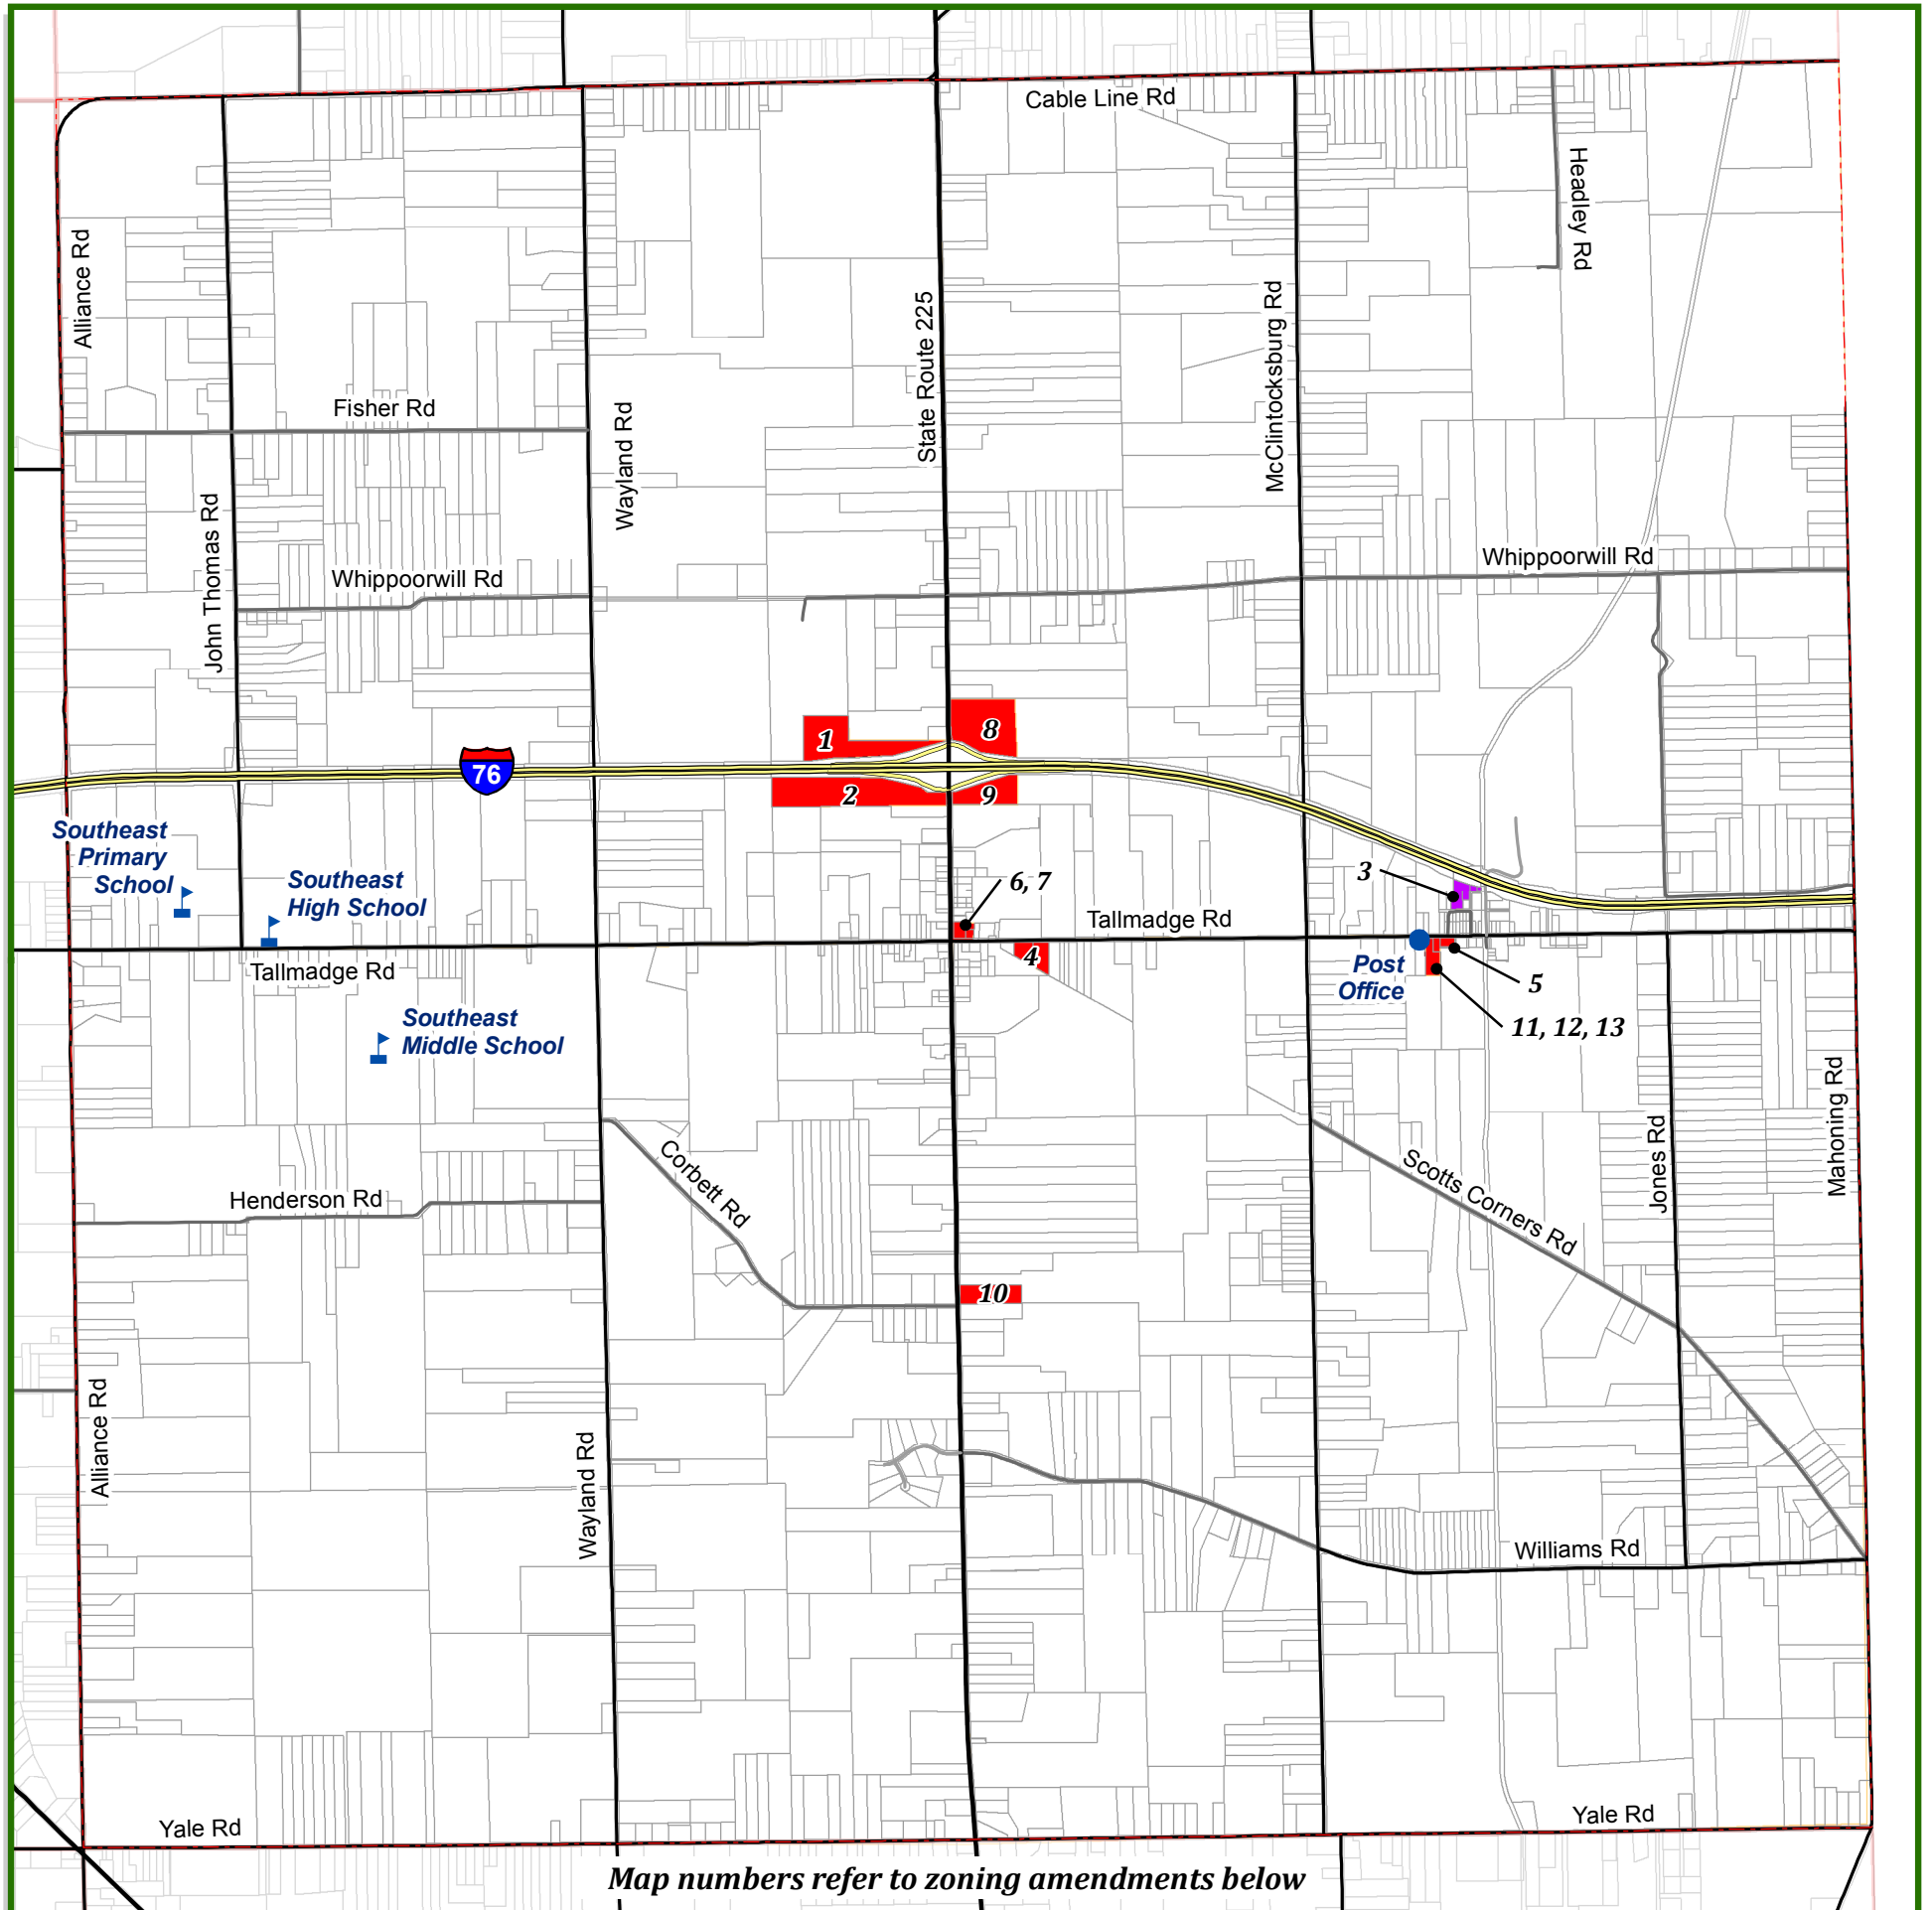 Cable Line Rd
Headley Rd
Alliance Rd
State Route 225
McClintocksburg Rd
Fisher Rd
Wayland Rd
John Thomas Rd
Whippoorwill Rd
Whippoorwill Rd
1
8
76
2
9
Southeast
Primary
School
Southeast
High School
6, 7
3
Tallmadge Rd
4
Tallmadge Rd
Post
Office
5
11, 12, 13
Southeast
Middle School
Mahoning Rd
Jones Rd
Corbett Rd
Scotts Corners Rd
Henderson Rd
10
Alliance Rd
Wayland Rd
Williams Rd
Yale Rd
Yale Rd
Map numbers refer to zoning amendments below